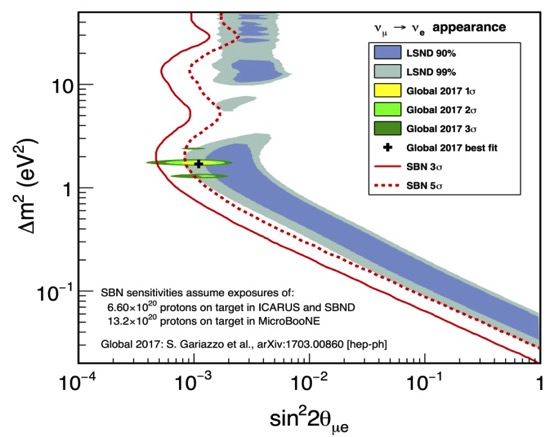 ν_μ → ν_e appearance
LSND 90%
LSND 99%
Global 2017 1σ
Global 2017 2σ
Global 2017 3σ
Global 2017 best fit
SBN 3σ
SBN 5σ
Δm² (eV²)
10
1
10⁻¹
SBN sensitivities assume exposures of:
6.60×10²⁰ protons on target in ICARUS and SBND
13.2×10²⁰ protons on target in MicroBooNE
Global 2017: S. Gariazzo et al., arXiv:1703.00860 [hep-ph]
10⁻⁴ 10⁻³ 10⁻² 10⁻¹ 1
sin²2θ_μe